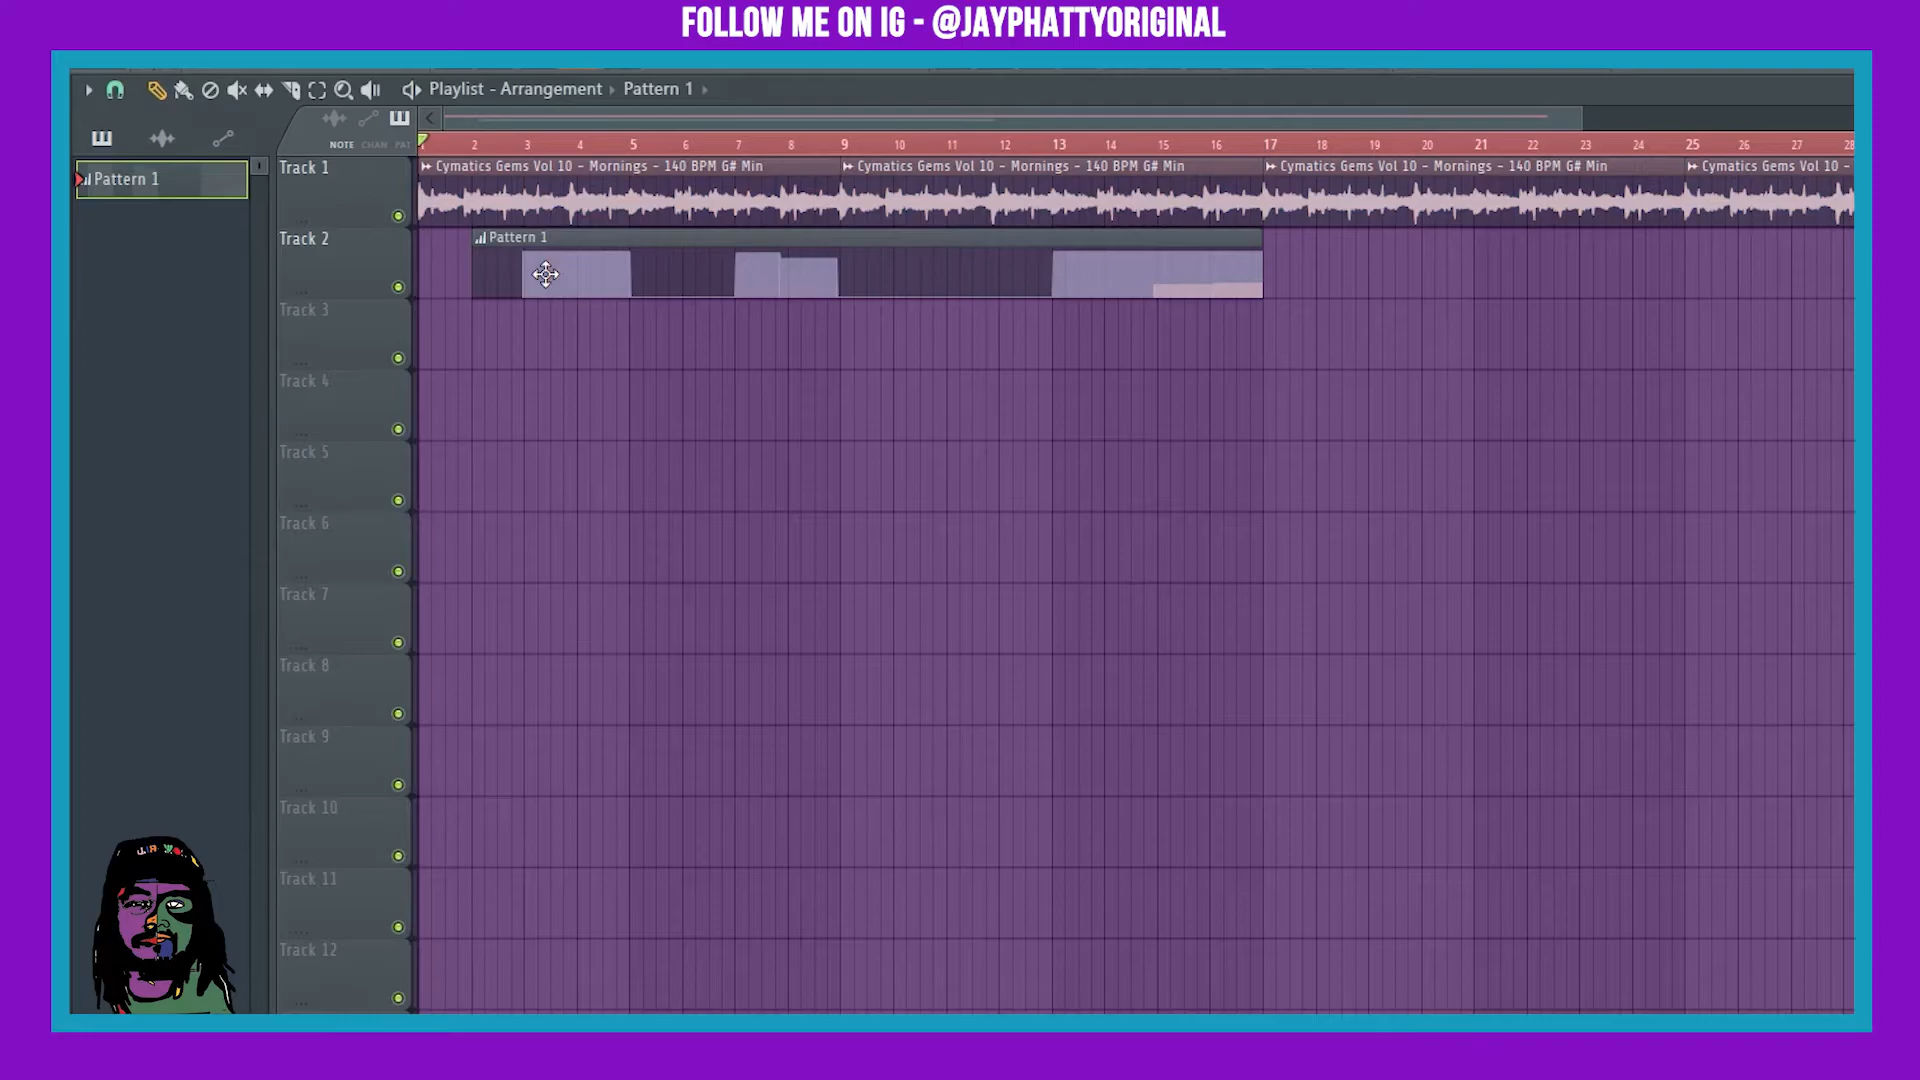 FOLLOW ME ON IG - @JAYPHATTYORIGINAL
Playlist - Arrangement › Pattern 1 ›
NOTE CHAN PAT
1 2 3 4 5 6 7 8 9 10 11 12 13 14 15 16 17 18 19 20 21 22 23 24 25 26 27 28
Pattern 1
Track 1
Cymatics Gems Vol 10 - Mornings - 140 BPM G# Min
Cymatics Gems Vol 10 - Mornings - 140 BPM G# Min
Cymatics Gems Vol 10 - Mornings - 140 BPM G# Min
Cymatics Gems Vol 10 -
Track 2
Pattern 1
Track 3
Track 4
Track 5
Track 6
Track 7
Track 8
Track 9
Track 10
Track 11
Track 12